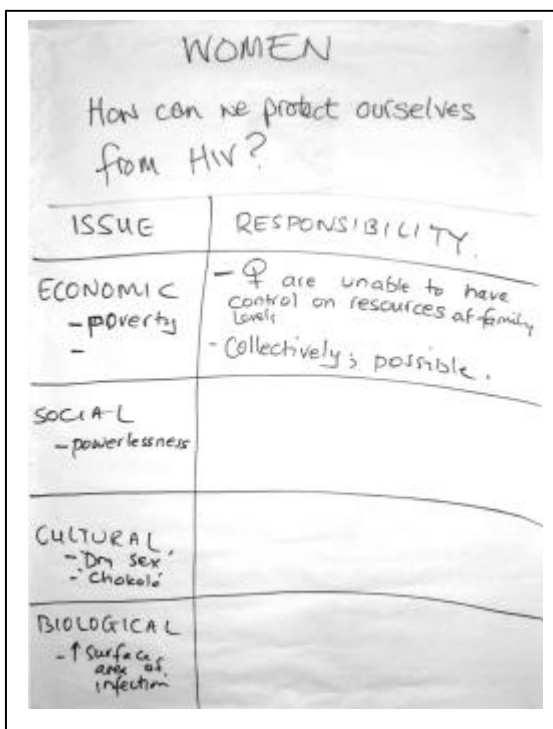 WOMEN
How can we protect ourselves
from HIV?
ISSUE
RESPONSIBILITY.
ECONOMIC
- poverty
-
- ♀ are unable to have
control on resources at family
levels
- Collectively; possible.
SOCIAL
- powerlessness
CULTURAL
- 'Dry sex'
- 'Chokolo'
BIOLOGICAL
- ↑ Surface
area of
infection